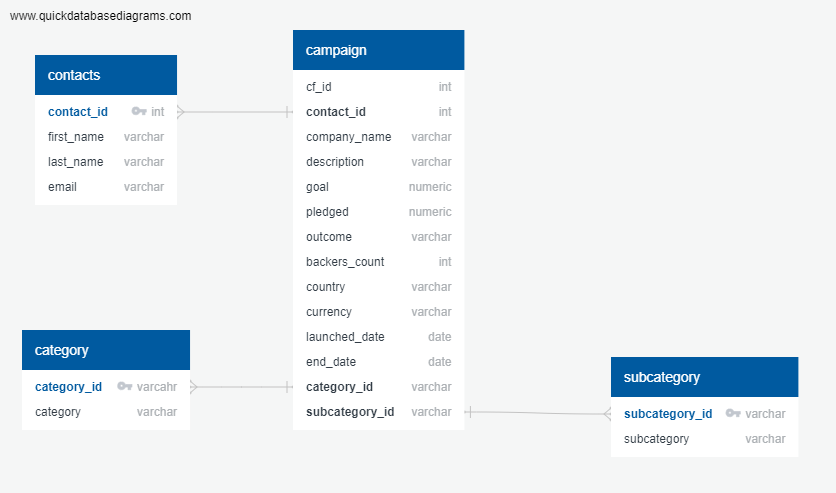 www.quickdatabasediagrams.com
contacts
contact_id int
first_name varchar
last_name varchar
email varchar
campaign
cf_id int
contact_id int
company_name varchar
description varchar
goal numeric
pledged numeric
outcome varchar
backers_count int
country varchar
currency varchar
launched_date date
end_date date
category_id varchar
subcategory_id varchar
category
category_id varcahr
category varchar
subcategory
subcategory_id varchar
subcategory varchar